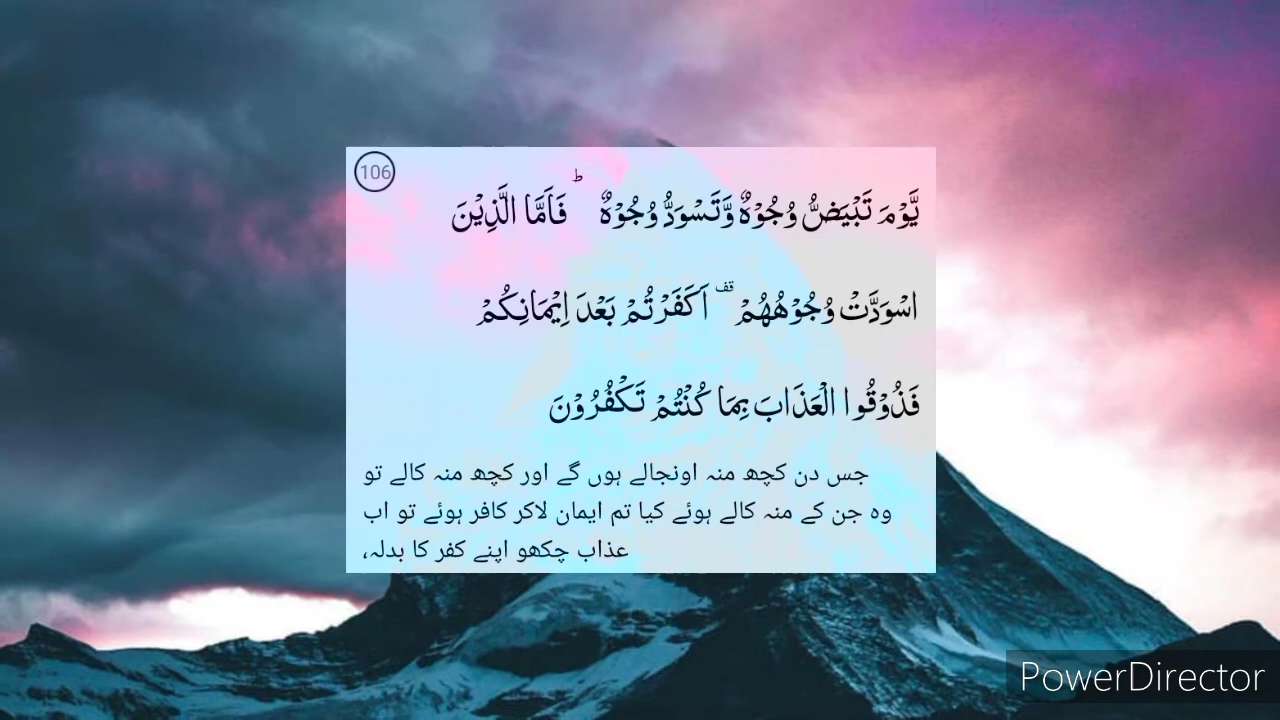 106
يَّوْمَ تَبْيَضُّ وُجُوْهٌ وَّتَسْوَدُّ وُجُوْهٌ ؕ فَاَمَّا الَّذِيْنَ
اسْوَدَّتْ وُجُوْهُهُمْ ۫ اَكَفَرْتُمْ بَعْدَ اِيْمَانِكُمْ
فَذُوْقُوا الْعَذَابَ بِمَا كُنْتُمْ تَكْفُرُوْنَ
جس دن کچھ منہ اونجالے ہوں گے اور کچھ منہ کالے تو
وہ جن کے منہ کالے ہوئے کیا تم ایمان لاکر کافر ہوئے تو اب
عذاب چکھو اپنے کفر کا بدلہ،
PowerDirector